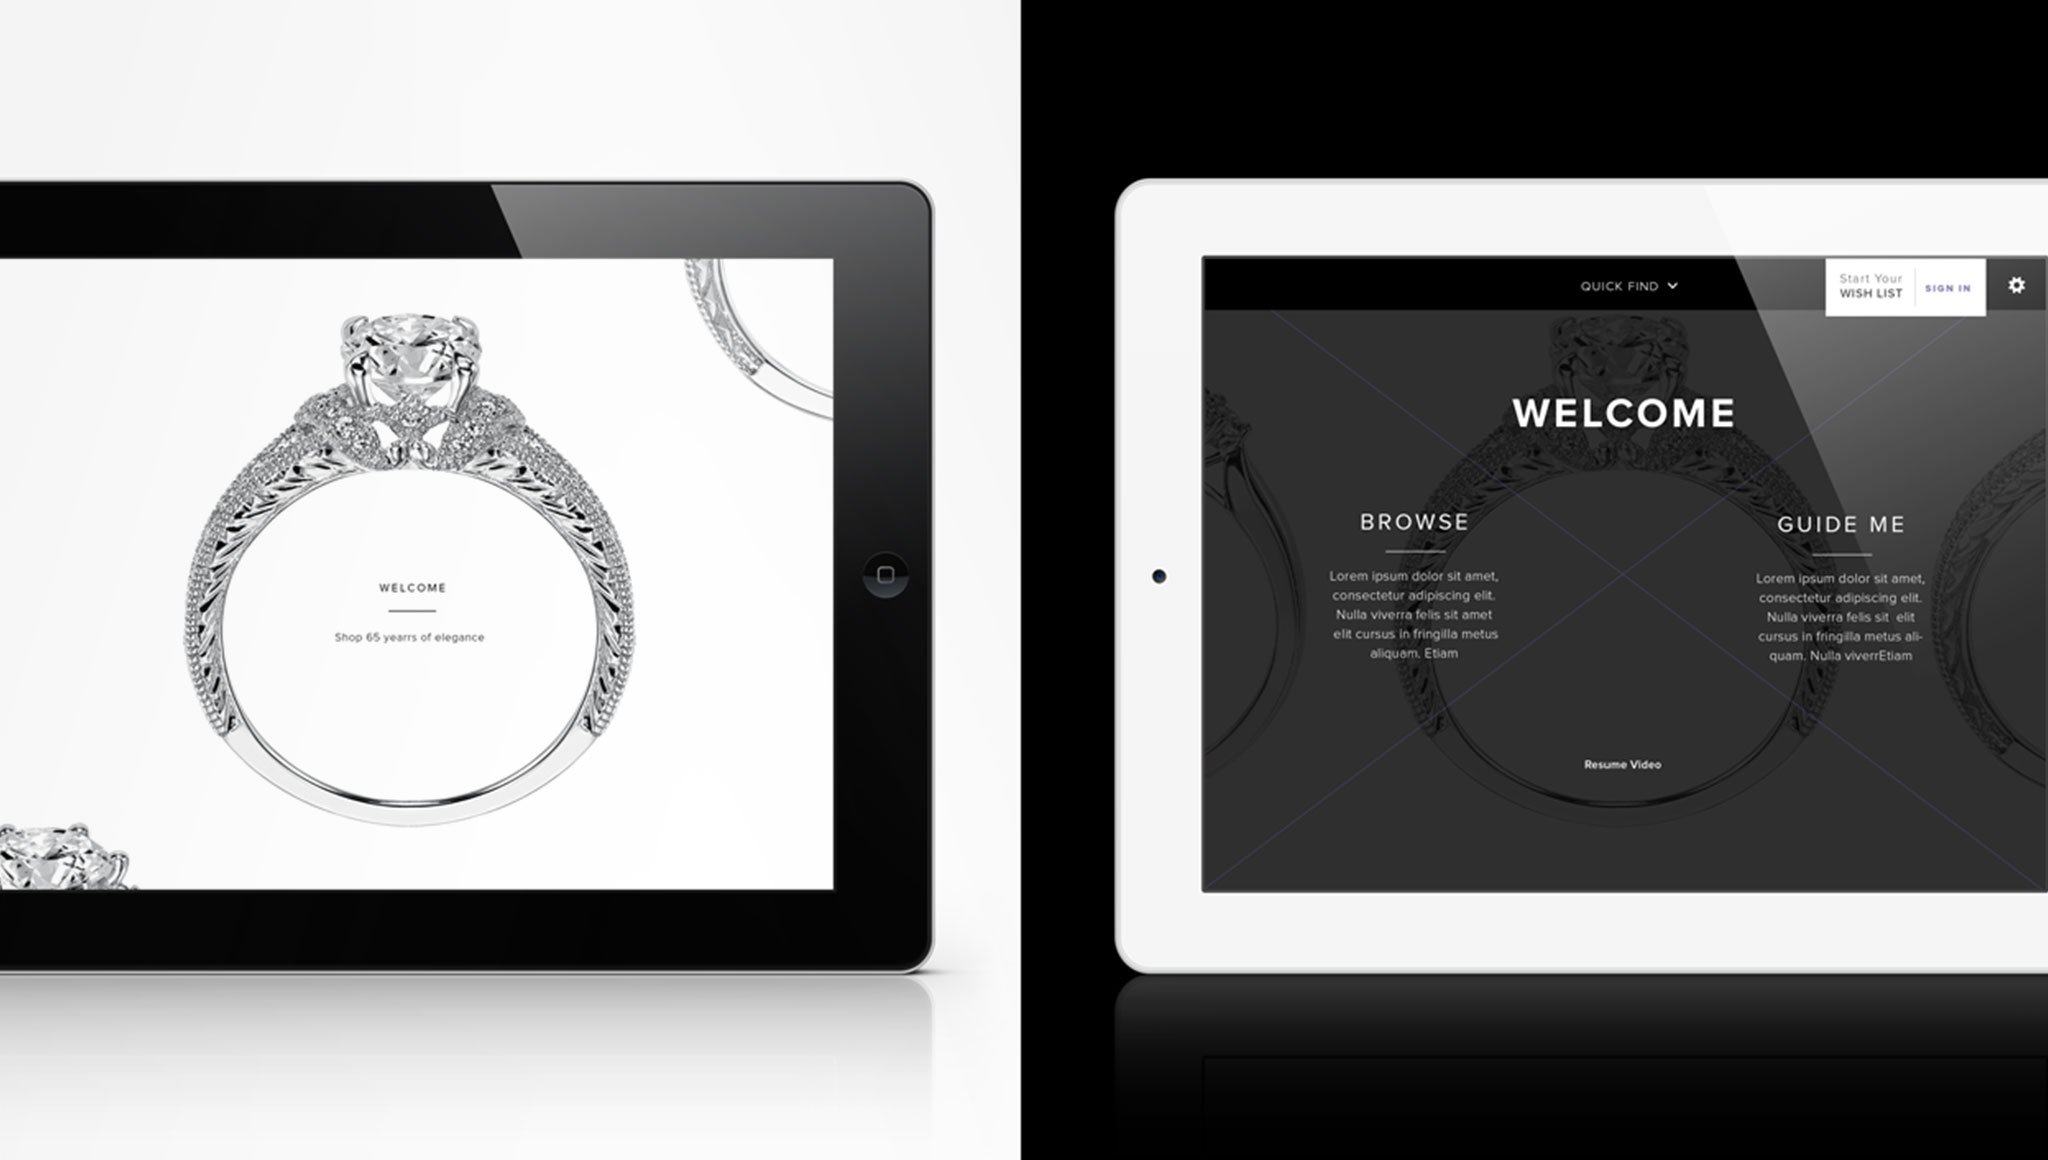 WELCOME
Shop 65 yearrs of elegance
QUICK FIND
Start Your
WISH LIST
SIGN IN
WELCOME
BROWSE
Lorem ipsum dolor sit amet,
consectetur adipiscing elit.
Nulla viverra felis sit amet
elit cursus in fringilla metus
aliquam. Etiam
GUIDE ME
Lorem ipsum dolor sit amet,
consectetur adipiscing elit.
Nulla viverra felis sit elit
cursus in fringilla metus ali-
quam. Nulla viverrEtiam
Resume Video